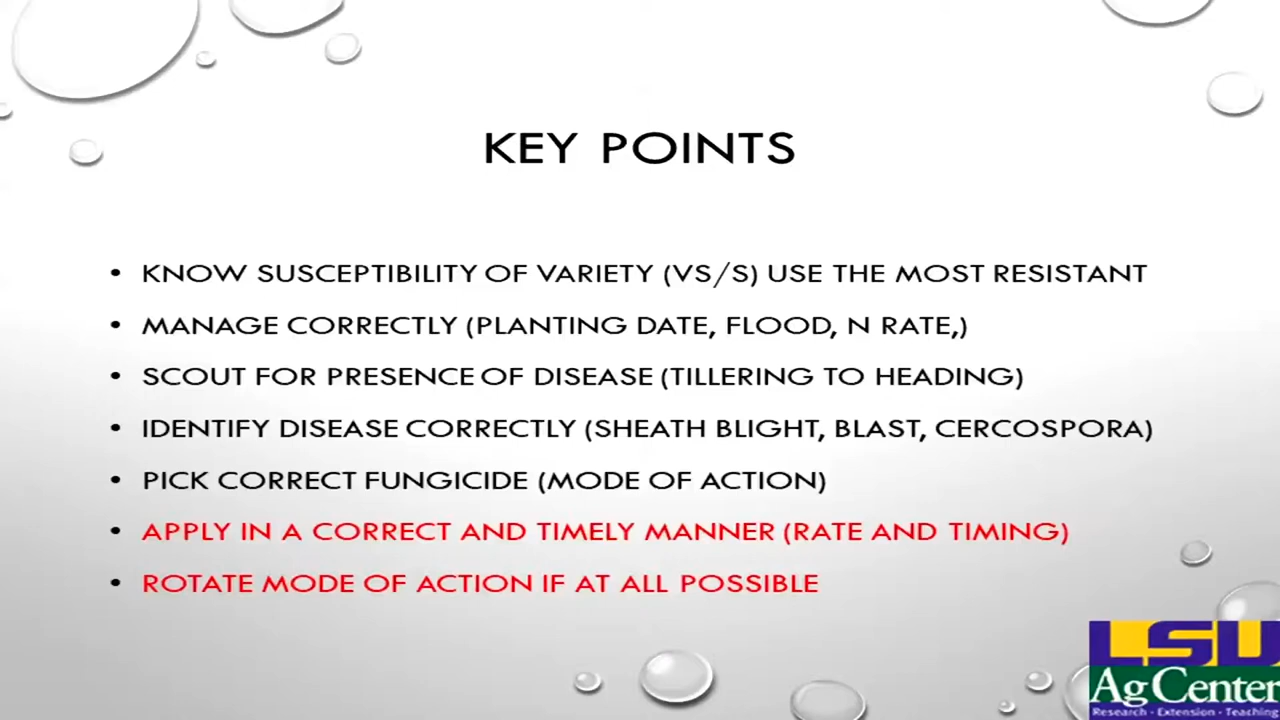 KEY POINTS
• KNOW SUSCEPTIBILITY OF VARIETY (VS/S) USE THE MOST RESISTANT
• MANAGE CORRECTLY (PLANTING DATE, FLOOD, N RATE,)
• SCOUT FOR PRESENCE OF DISEASE (TILLERING TO HEADING)
• IDENTIFY DISEASE CORRECTLY (SHEATH BLIGHT, BLAST, CERCOSPORA)
• PICK CORRECT FUNGICIDE (MODE OF ACTION)
• APPLY IN A CORRECT AND TIMELY MANNER (RATE AND TIMING)
• ROTATE MODE OF ACTION IF AT ALL POSSIBLE
LSU
AgCenter
Research · Extension · Teaching